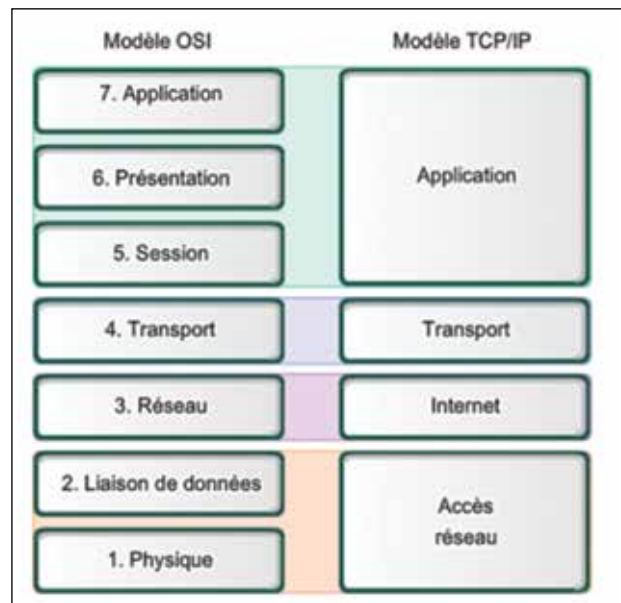 Modèle OSI
Modèle TCP/IP
7. Application
6. Présentation
5. Session
Application
4. Transport
Transport
3. Réseau
Internet
2. Liaison de données
1. Physique
Accès
réseau